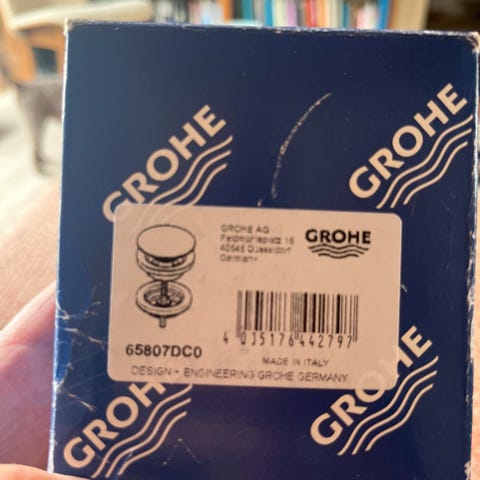 GROHE
GROHE
GROHE AG
Feldmühleplatz 15
40545 Düsseldorf
Germany
GROHE
4 035176 442797
65807DC0
MADE IN ITALY
DESIGN + ENGINEERING GROHE GERMANY
GROHE
GROHE